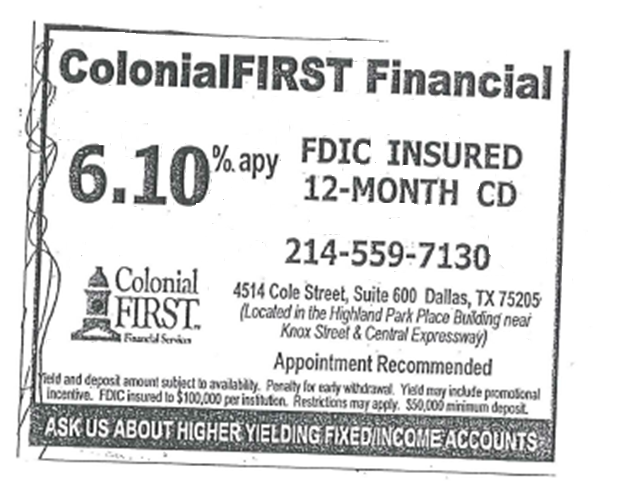 ColonialFIRST Financial
6.10% apy
FDIC INSURED
12-MONTH CD
214-559-7130
Colonial
FIRST
Financial Services
4514 Cole Street, Suite 600 Dallas, TX 75205
(Located in the Highland Park Place Building near
Knox Street & Central Expressway)
Appointment Recommended
Yield and deposit amount subject to availability. Penalty for early withdrawal. Yield may include promotional
incentive. FDIC insured to $100,000 per institution. Restrictions may apply. $50,000 minimum deposit.
ASK US ABOUT HIGHER YIELDING FIXED/INCOME ACCOUNTS